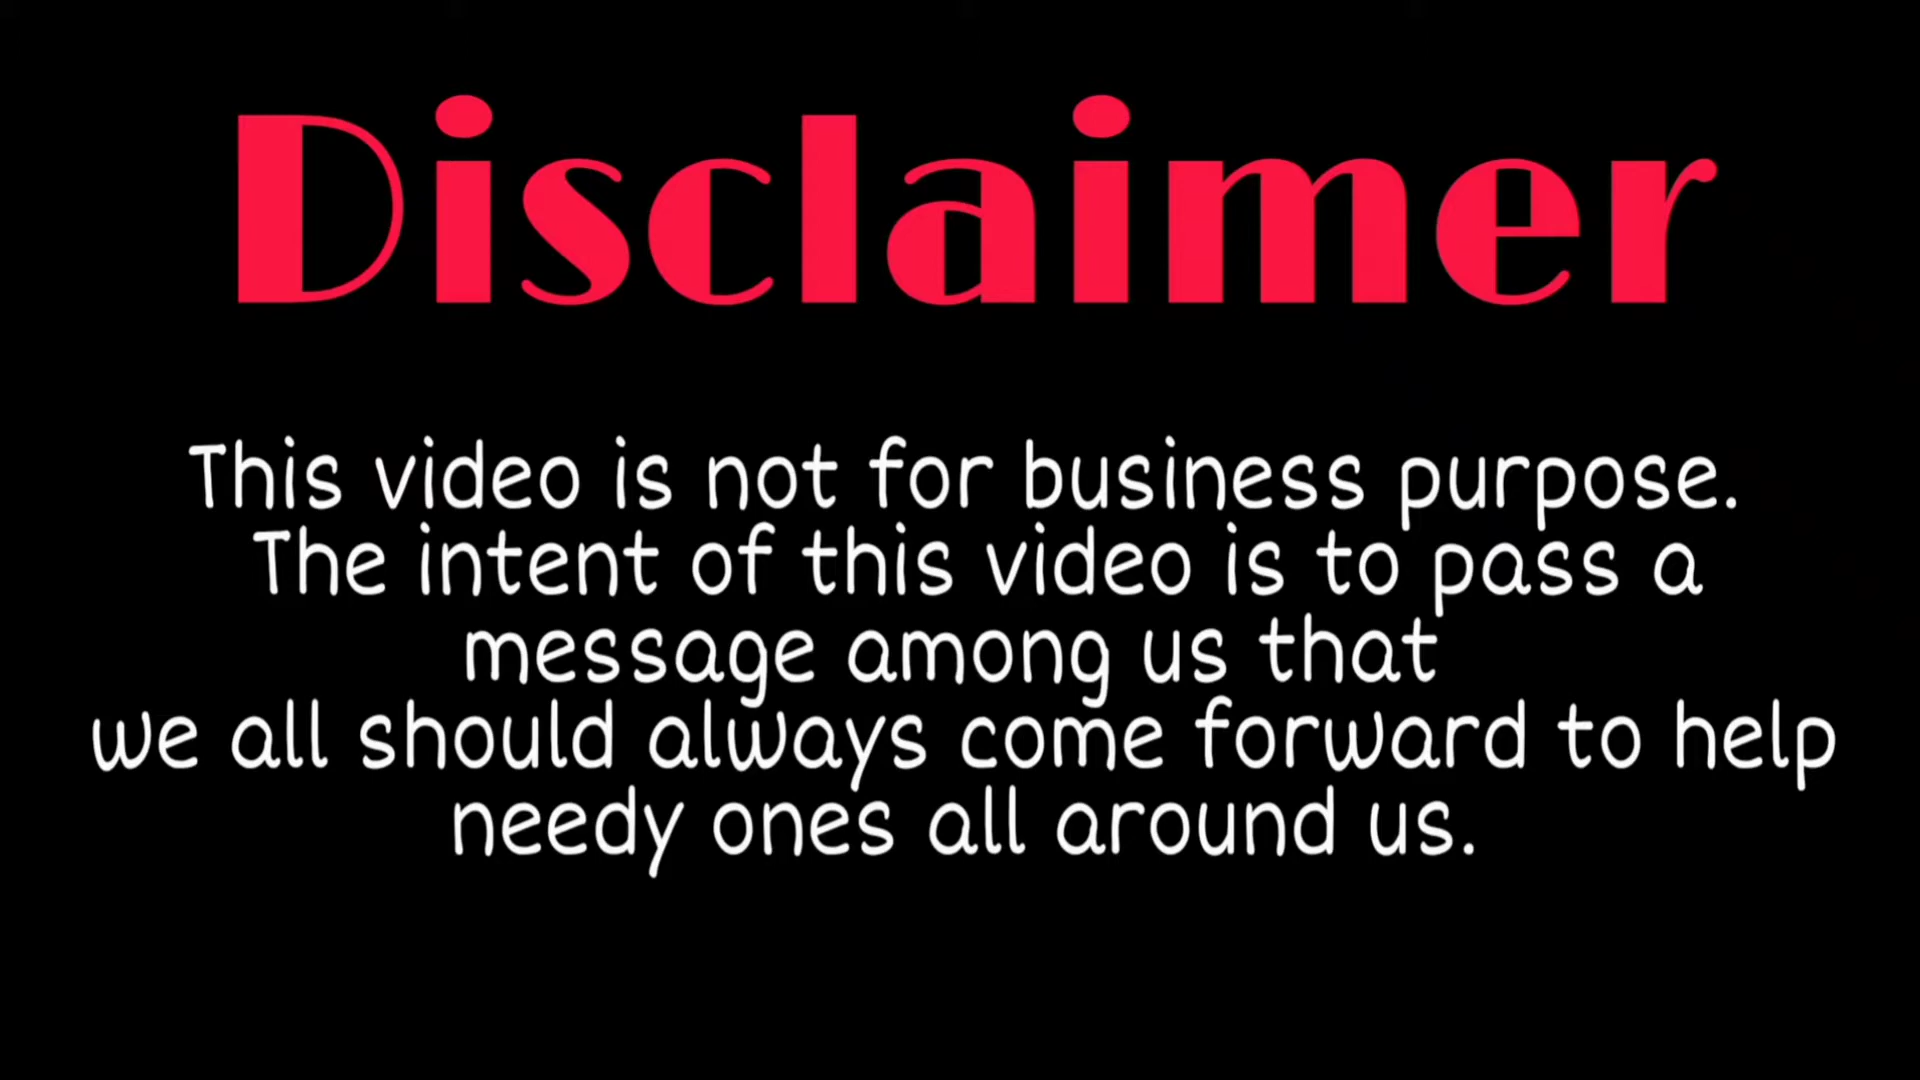 Disclaimer
This video is not for business purpose.
The intent of this video is to pass a
message among us that
we all should always come forward to help
needy ones all around us.